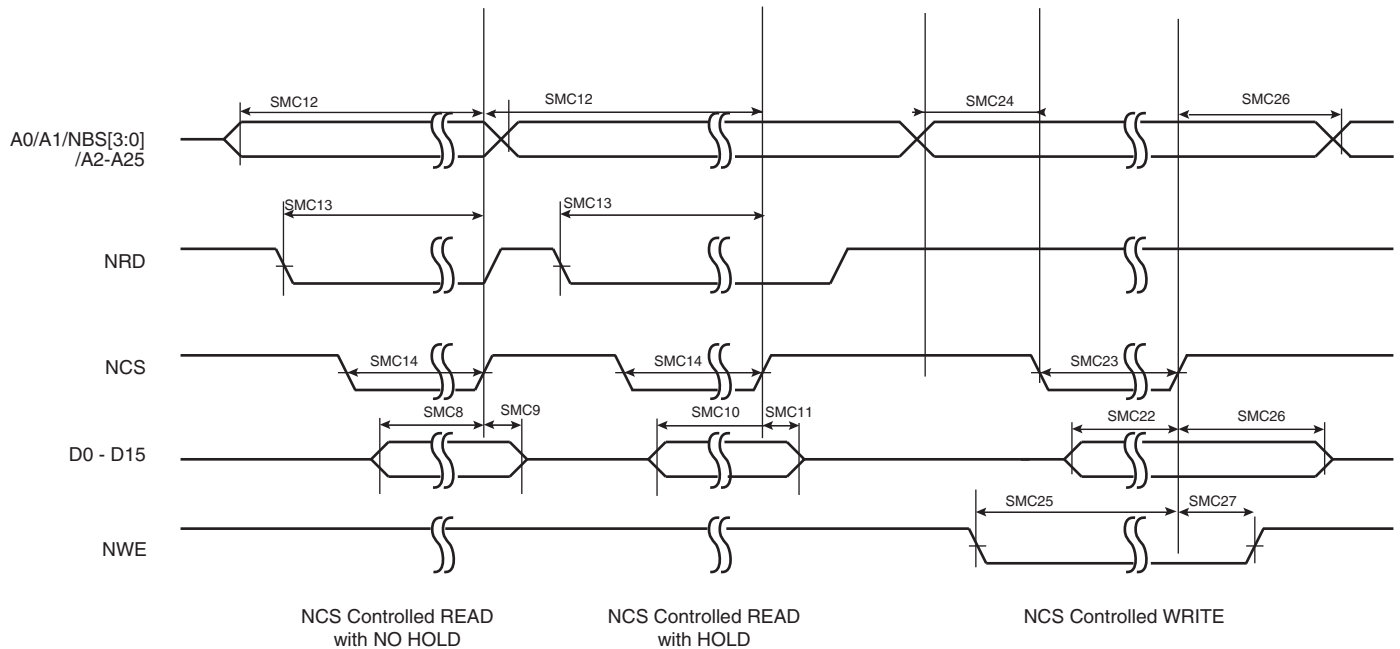 SMC12
SMC12
SMC24
SMC26
A0/A1/NBS[3:0]
/A2-A25
SMC13
SMC13
NRD
NCS
SMC14
SMC14
SMC23
SMC8
SMC9
SMC10
SMC11
SMC22
SMC26
D0 - D15
SMC25
SMC27
NWE
NCS Controlled READ
with NO HOLD
NCS Controlled READ
with HOLD
NCS Controlled WRITE